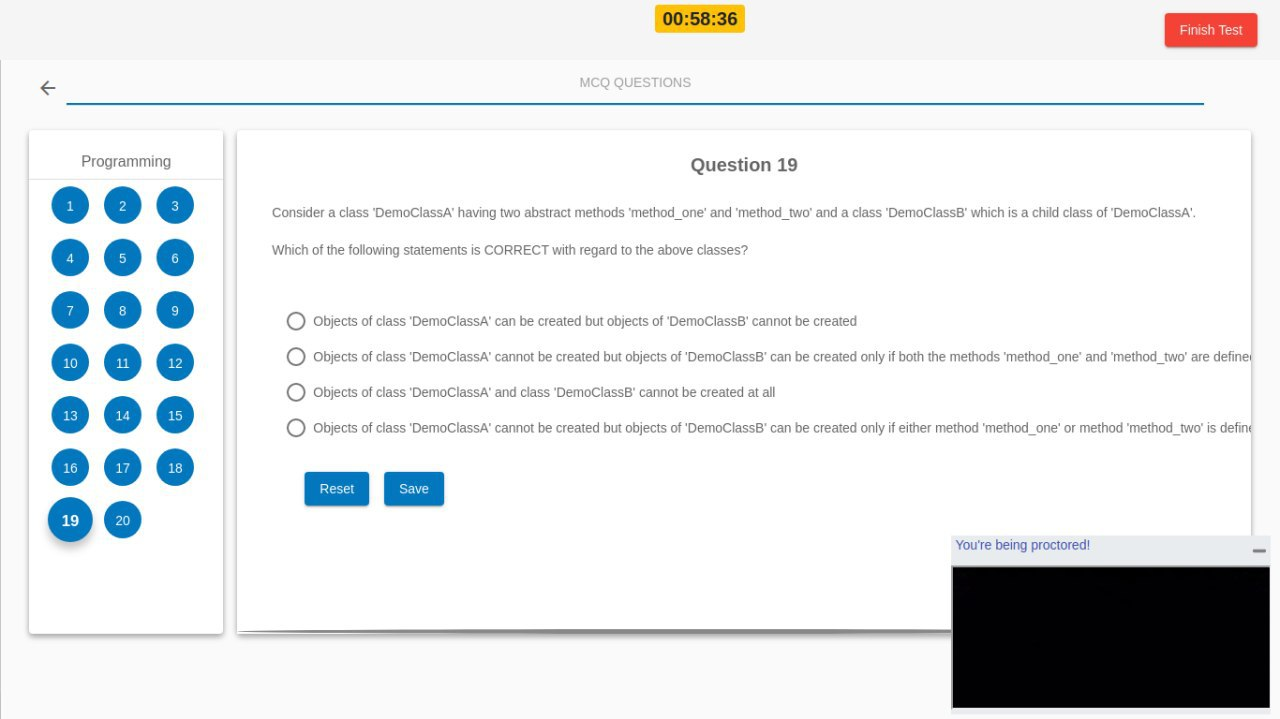 00:58:36
Finish Test
MCQ QUESTIONS
Programming
1 2 3
4 5 6
7 8 9
10 11 12
13 14 15
16 17 18
19 20
Question 19
Consider a class 'DemoClassA' having two abstract methods 'method_one' and 'method_two' and a class 'DemoClassB' which is a child class of 'DemoClassA'.
Which of the following statements is CORRECT with regard to the above classes?
Objects of class 'DemoClassA' can be created but objects of 'DemoClassB' cannot be created
Objects of class 'DemoClassA' cannot be created but objects of 'DemoClassB' can be created only if both the methods 'method_one' and 'method_two' are define
Objects of class 'DemoClassA' and class 'DemoClassB' cannot be created at all
Objects of class 'DemoClassA' cannot be created but objects of 'DemoClassB' can be created only if either method 'method_one' or method 'method_two' is define
Reset Save
You're being proctored!